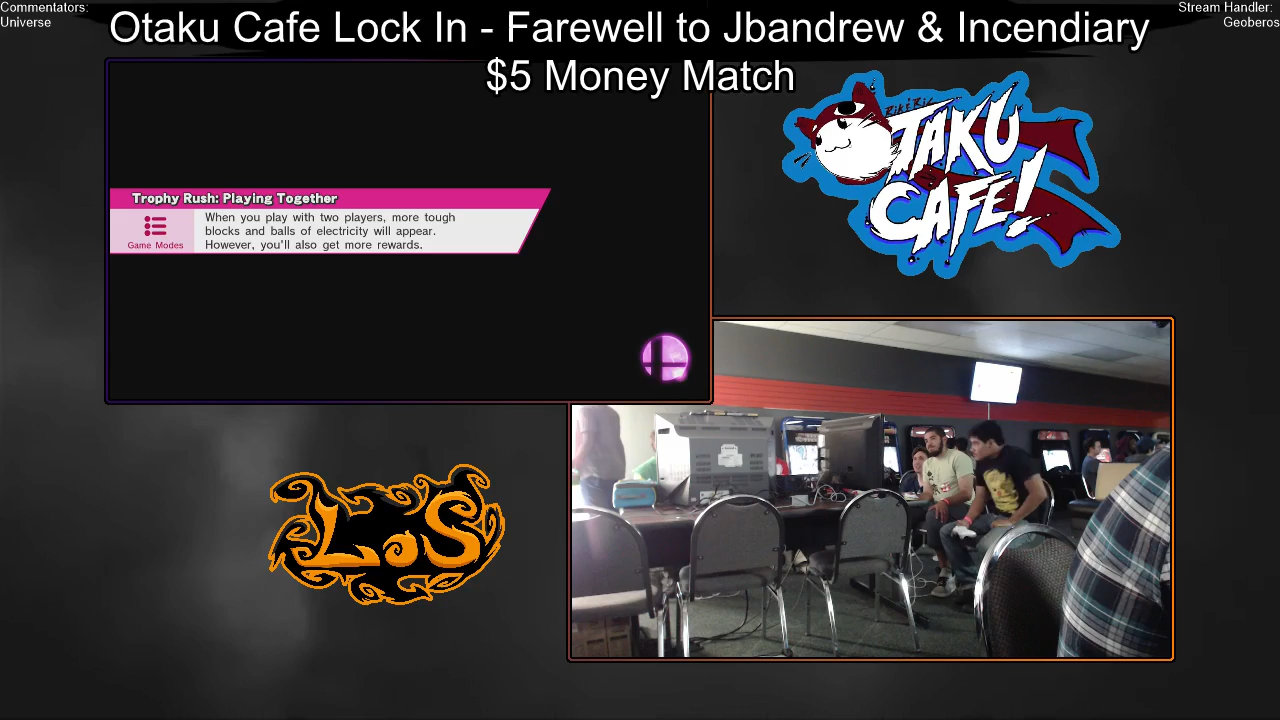 Commentators:
Universe
Otaku Cafe Lock In - Farewell to Jbandrew & Incendiary
$5 Money Match
Stream Handler:
Geoberos
Trophy Rush: Playing Together
Game Modes
When you play with two players, more tough
blocks and balls of electricity will appear.
However, you'll also get more rewards.
OTAKU
CAFE!
LoS